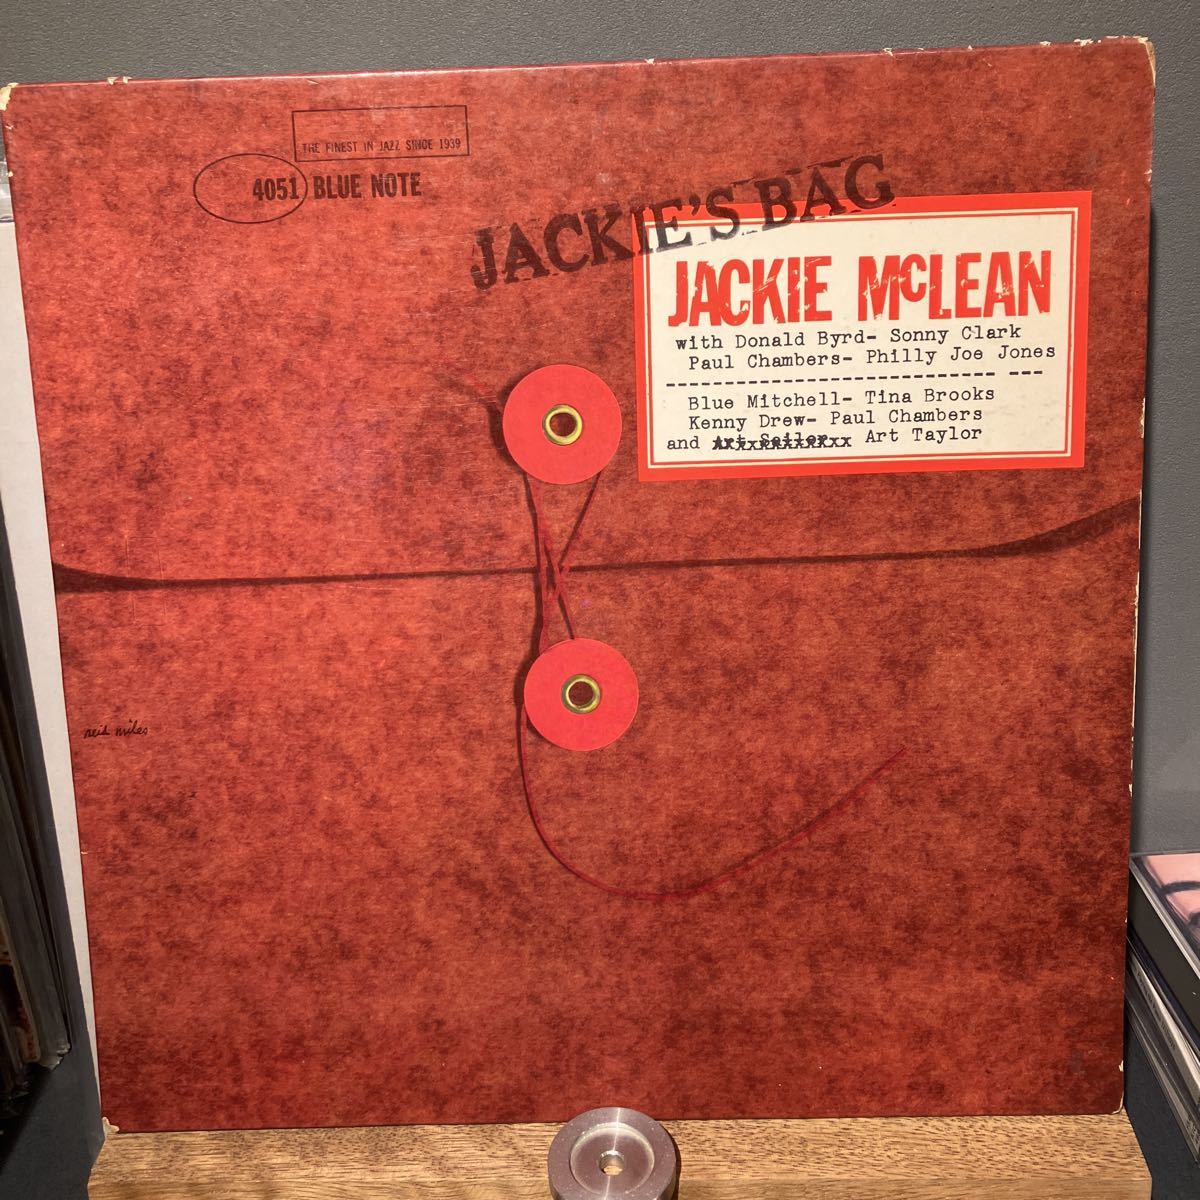 THE FINEST IN JAZZ SINCE 1939
4051 BLUE NOTE
JACKIE'S BAG
JACKIE McLEAN
with Donald Byrd- Sonny Clark
Paul Chambers- Philly Joe Jones
Blue Mitchell- Tina Brooks
Kenny Drew- Paul Chambers
and Art Taylor
reid miles